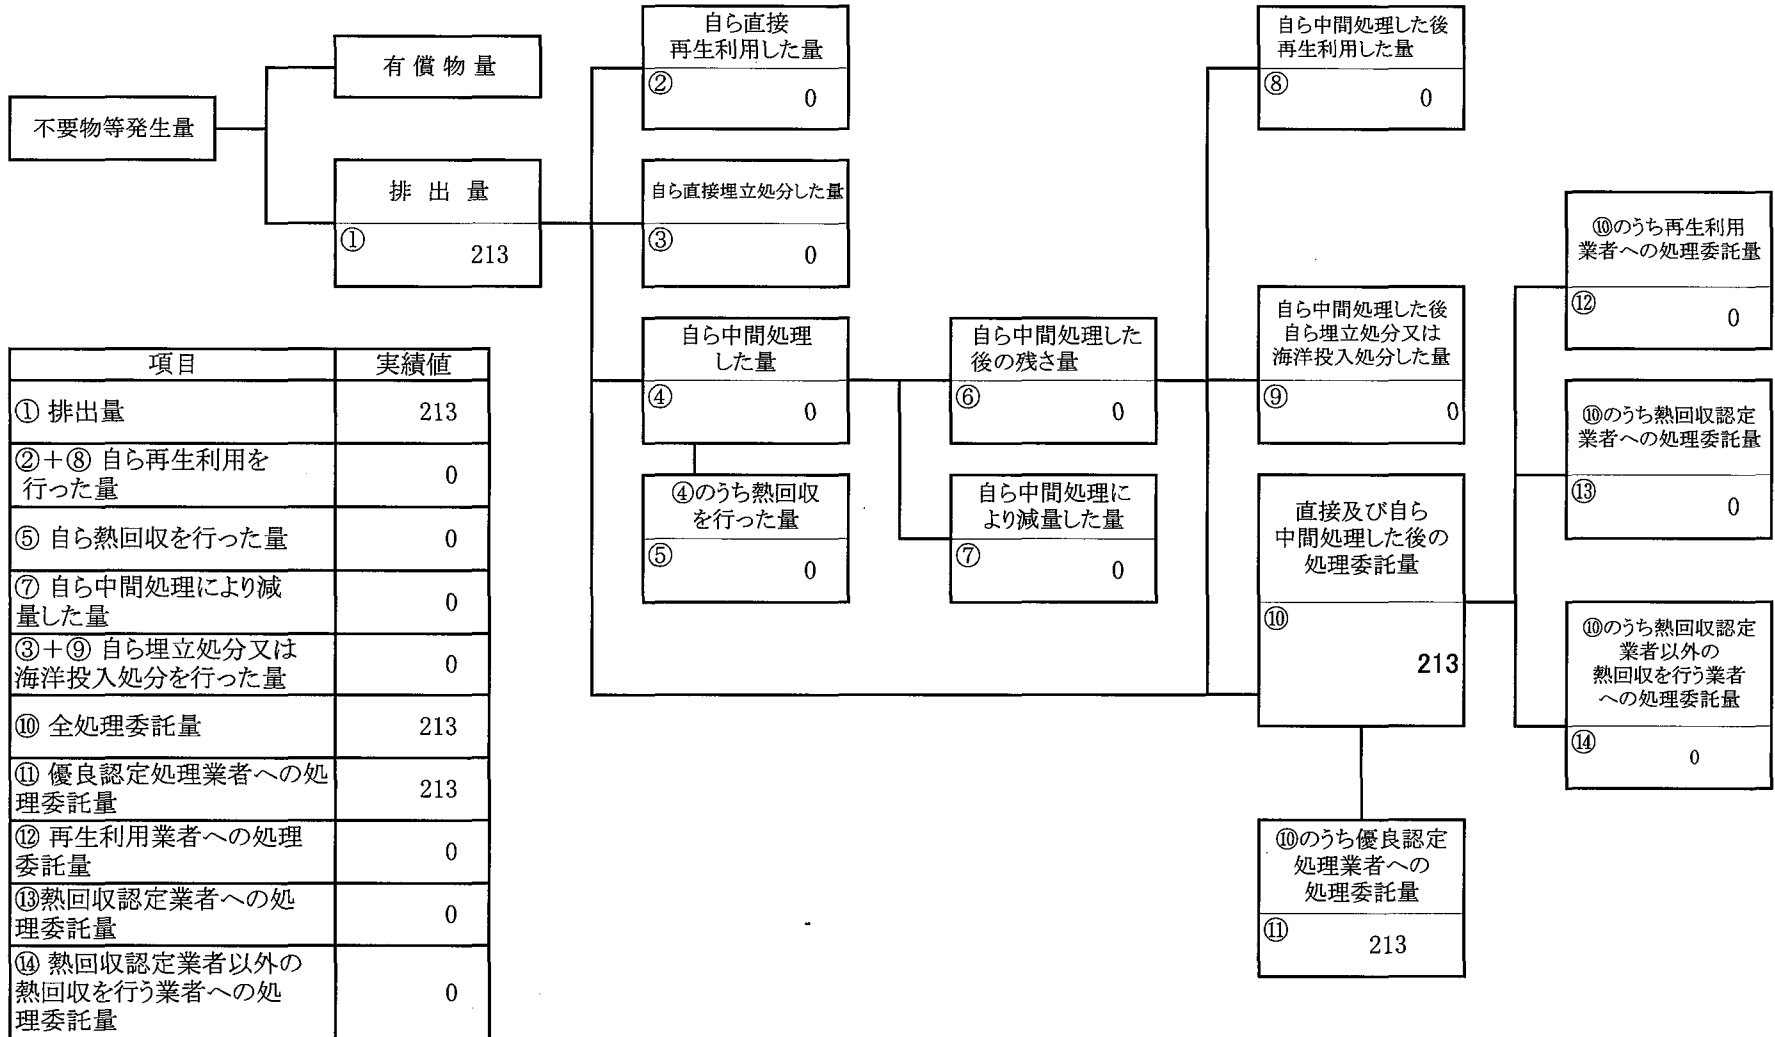 不要物等発生量
有償物量
排出量
①
213
自ら直接
再生利用した量
②
0
自ら直接埋立処分した量
③
0
自ら中間処理
した量
④
0
④のうち熱回収
を行った量
⑤
0
自ら中間処理した
後の残さ量
⑥
0
自ら中間処理に
より減量した量
⑦
0
自ら中間処理した後
再生利用した量
⑧
0
自ら中間処理した後
自ら埋立処分又は
海洋投入処分した量
⑨
0
直接及び自ら
中間処理した後の
処理委託量
⑩
213
⑩のうち優良認定
処理業者への
処理委託量
⑪
213
⑩のうち再生利用
業者への処理委託量
⑫
0
⑩のうち熱回収認定
業者への処理委託量
⑬
0
⑩のうち熱回収認定
業者以外の
熱回収を行う業者
への処理委託量
⑭
0
項目 実績値
① 排出量 213
②+⑧ 自ら再生利用を
行った量 0
⑤ 自ら熱回収を行った量 0
⑦ 自ら中間処理により減
量した量 0
③+⑨ 自ら埋立処分又は
海洋投入処分を行った量 0
⑩ 全処理委託量 213
⑪ 優良認定処理業者への処
理委託量 213
⑫ 再生利用業者への処理
委託量 0
⑬熱回収認定業者への処
理委託量 0
⑭ 熱回収認定業者以外の
熱回収を行う業者への処
理委託量 0